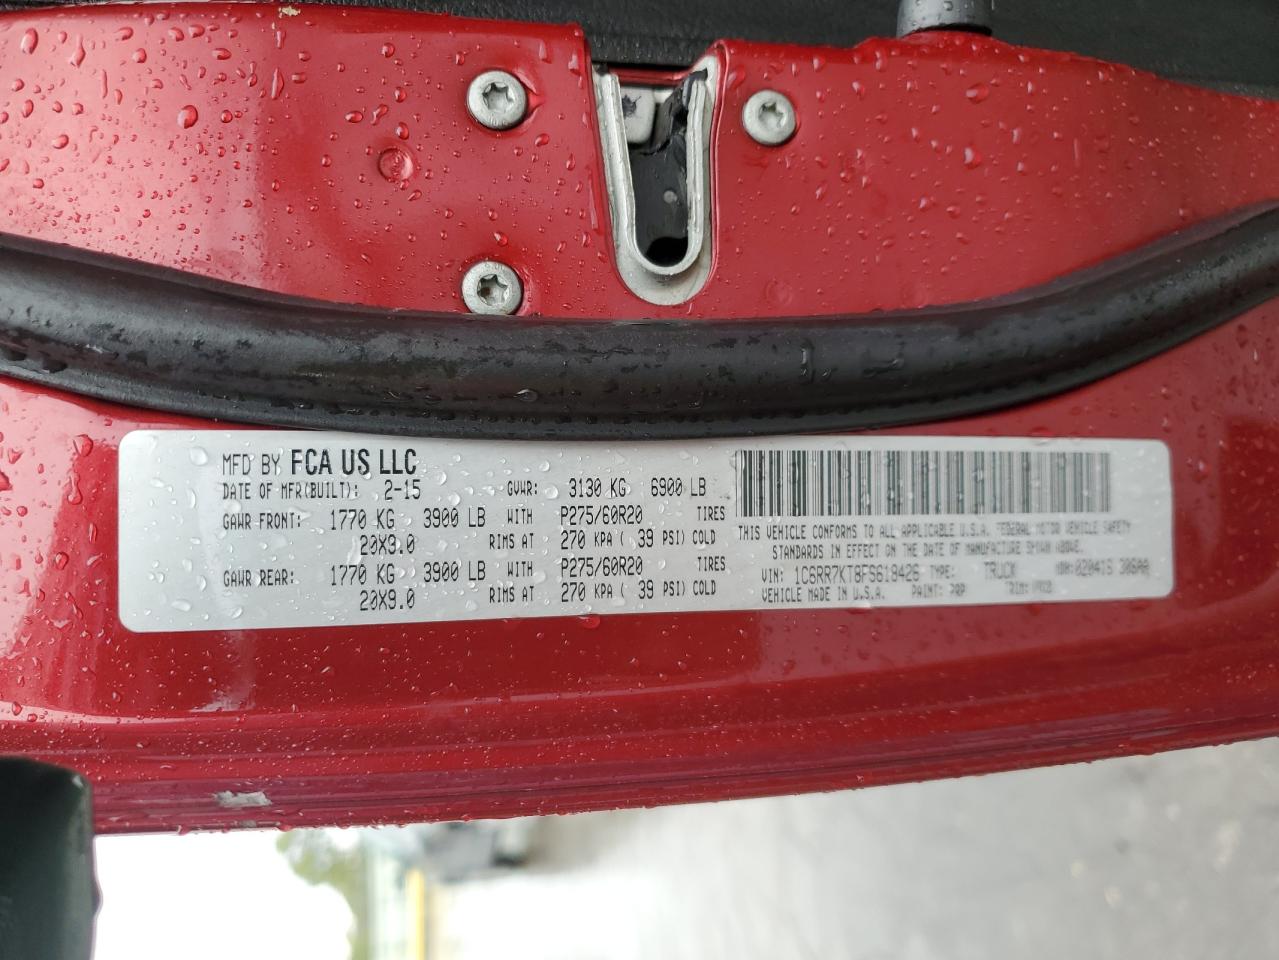 MFD BY FCA US LLC
DATE OF MFR(BUILT): 2-15 GVWR: 3130 KG 6900 LB
GAWR FRONT: 1770 KG 3900 LB WITH P275/60R20 TIRES
20X9.0 RIMS AT 270 KPA ( 39 PSI) COLD
GAWR REAR: 1770 KG 3900 LB WITH P275/60R20 TIRES
20X9.0 RIMS AT 270 KPA ( 39 PSI) COLD
THIS VEHICLE CONFORMS TO ALL APPLICABLE U.S.A. FEDERAL MOTOR VEHICLE SAFETY
STANDARDS IN EFFECT ON THE DATE OF MANUFACTURE SHOWN ABOVE.
VIN: 1C6RR7KT8FS618426 TYPE: TRUCK
VEHICLE MADE IN U.S.A. PAINT: PRP TRIM: